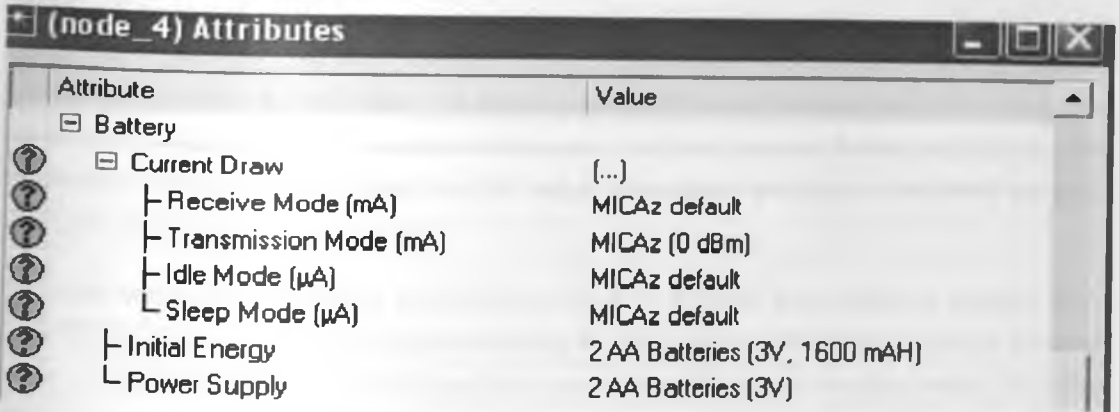 (node_4) Attributes
Attribute Value
Battery
Current Draw (...)
Receive Mode (mA) MICAz default
Transmission Mode (mA) MICAz (0 dBm)
Idle Mode (µA) MICAz default
Sleep Mode (µA) MICAz default
Initial Energy 2 AA Batteries (3V, 1600 mAH)
Power Supply 2 AA Batteries (3V)